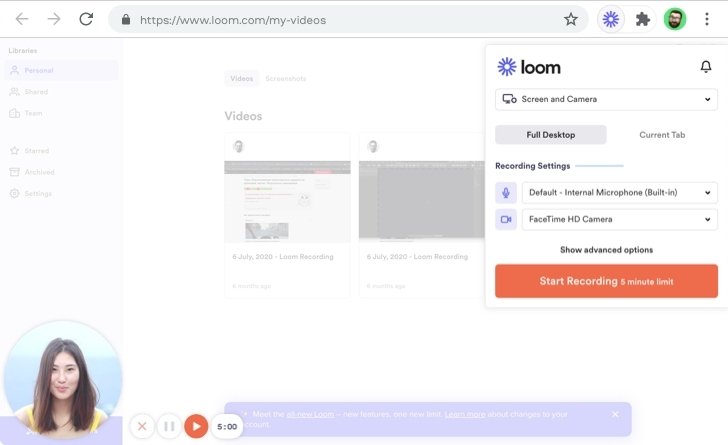 https://www.loom.com/my-videos
Libraries
Personal
Shared
Team
Starred
Archived
Settings
Videos Screenshots
Videos
6 July, 2020 - Loom Recording
6 months ago
6 July, 2020 - Loom Recording
6 months ago
loom
Screen and Camera
Full Desktop Current Tab
Recording Settings
Default - Internal Microphone (Built-in)
FaceTime HD Camera
Show advanced options
Start Recording 5 minute limit
5:00
Meet the all-new Loom – new features, one new limit. Learn more about changes to your
account.